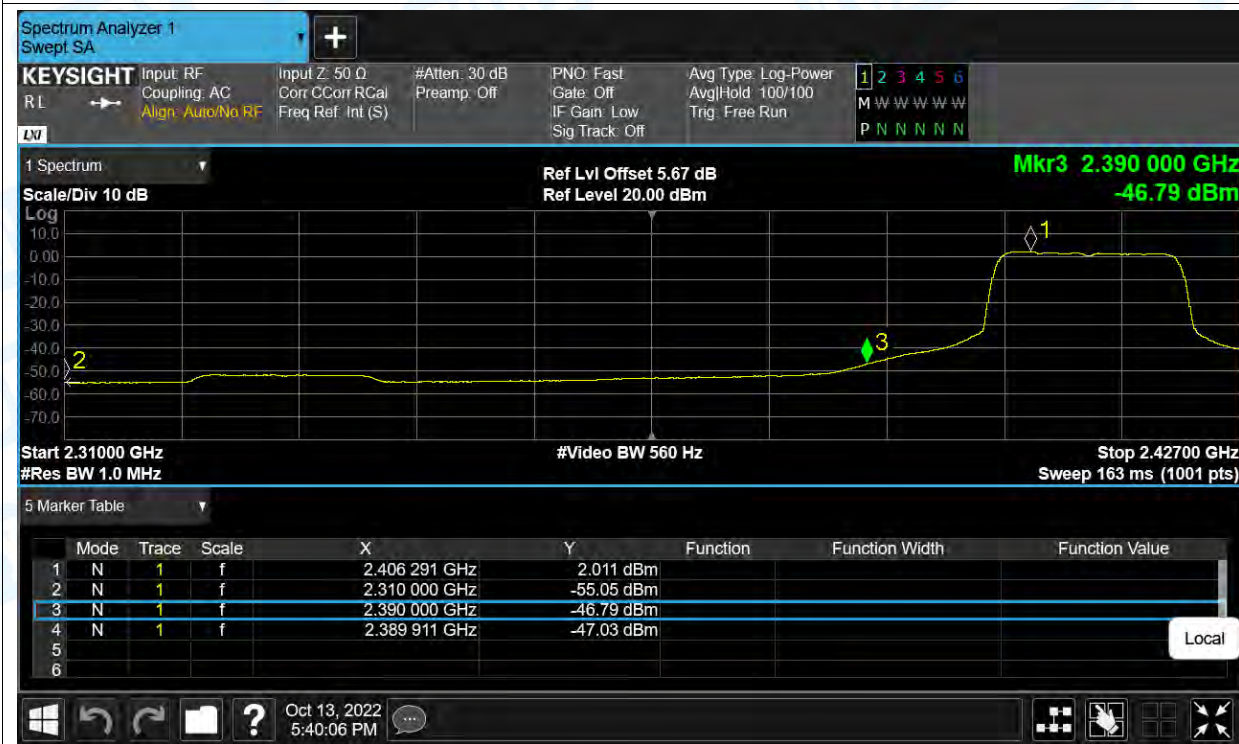 Spectrum Analyzer 1
Swept SA
+
KEYSIGHT Input: RF Input Z: 50 Ω #Atten: 30 dB PNO: Fast Avg Type: Log-Power 1 2 3 4 5 6
RL Coupling: AC Corr CCorr RCal Preamp: Off Gate: Off Avg|Hold: 100/100 M W W W W W
Align: Auto/No RF Freq Ref: Int (S) IF Gain: Low Trig: Free Run
LXI Sig Track: Off P N N N N N
1 Spectrum Ref Lvl Offset 5.67 dB Mkr3 2.390 000 GHz
Scale/Div 10 dB Ref Level 20.00 dBm -46.79 dBm
Log
10.0
0.00
-10.0
-20.0
-30.0
-40.0
-50.0
-60.0
-70.0
1
2
3
Start 2.31000 GHz #Video BW 560 Hz Stop 2.42700 GHz
#Res BW 1.0 MHz Sweep 163 ms (1001 pts)
5 Marker Table
Mode Trace Scale X Y Function Function Width Function Value
1 N 1 f 2.406 291 GHz 2.011 dBm
2 N 1 f 2.310 000 GHz -55.05 dBm
3 N 1 f 2.390 000 GHz -46.79 dBm
4 N 1 f 2.389 911 GHz -47.03 dBm
5
6
Local
? Oct 13, 2022
5:40:06 PM